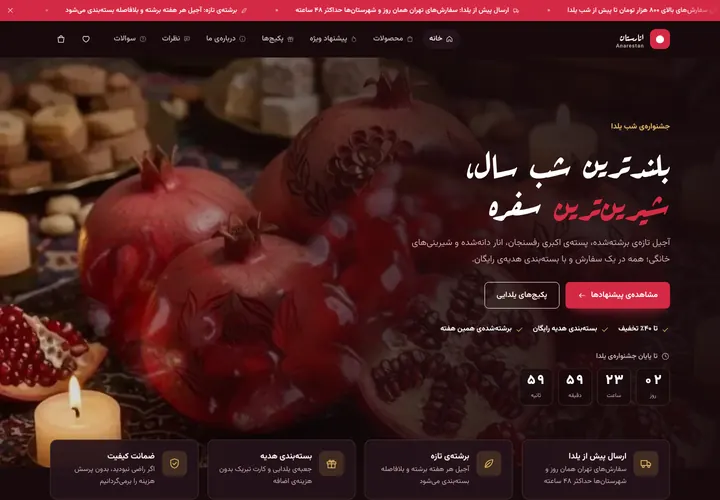 سفارش‌های بالای ۸۰۰ هزار تومان تا پیش از شب یلدا
ارسال پیش از یلدا: سفارش‌های تهران همان روز و شهرستان‌ها حداکثر ۴۸ ساعته
برشته‌ی تازه: آجیل هر هفته برشته و بلافاصله بسته‌بندی می‌شود
انارستان
Anarestan
خانه
محصولات
پیشنهاد ویژه
پکیج‌ها
درباره‌ی ما
نظرات
سوالات
جشنواره‌ی شب یلدا
بلندترین شب سال،
شیرین‌ترین سفره
آجیل تازه‌ی برشته‌شده، پسته‌ی اکبری رفسنجان، انار دانه‌شده و شیرینی‌های
خانگی؛ همه در یک سفارش و با بسته‌بندی هدیه‌ی رایگان.
مشاهده‌ی پیشنهادها
پکیج‌های یلدایی
تا ۴۰٪ تخفیف
بسته‌بندی هدیه رایگان
برشته‌شده‌ی همین هفته
تا پایان جشنواره‌ی یلدا
۰۲
روز
۲۳
ساعت
۵۹
دقیقه
۵۹
ثانیه
ارسال پیش از یلدا
سفارش‌های تهران همان روز و
شهرستان‌ها حداکثر ۴۸ ساعته
برشته‌ی تازه
آجیل هر هفته برشته و بلافاصله
بسته‌بندی می‌شود
بسته‌بندی هدیه
جعبه‌ی یلدایی و کارت تبریک بدون
هزینه‌ی اضافه
ضمانت کیفیت
اگر راضی نبودید، بدون پرسش
هزینه را برمی‌گردانیم